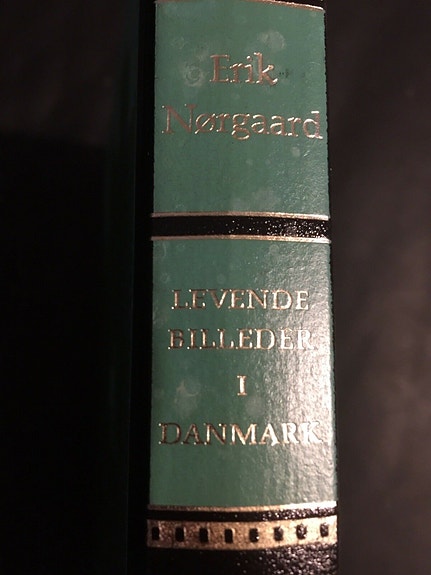 Erik
Nørgaard
LEVENDE
BILLEDER
I
DANMARK